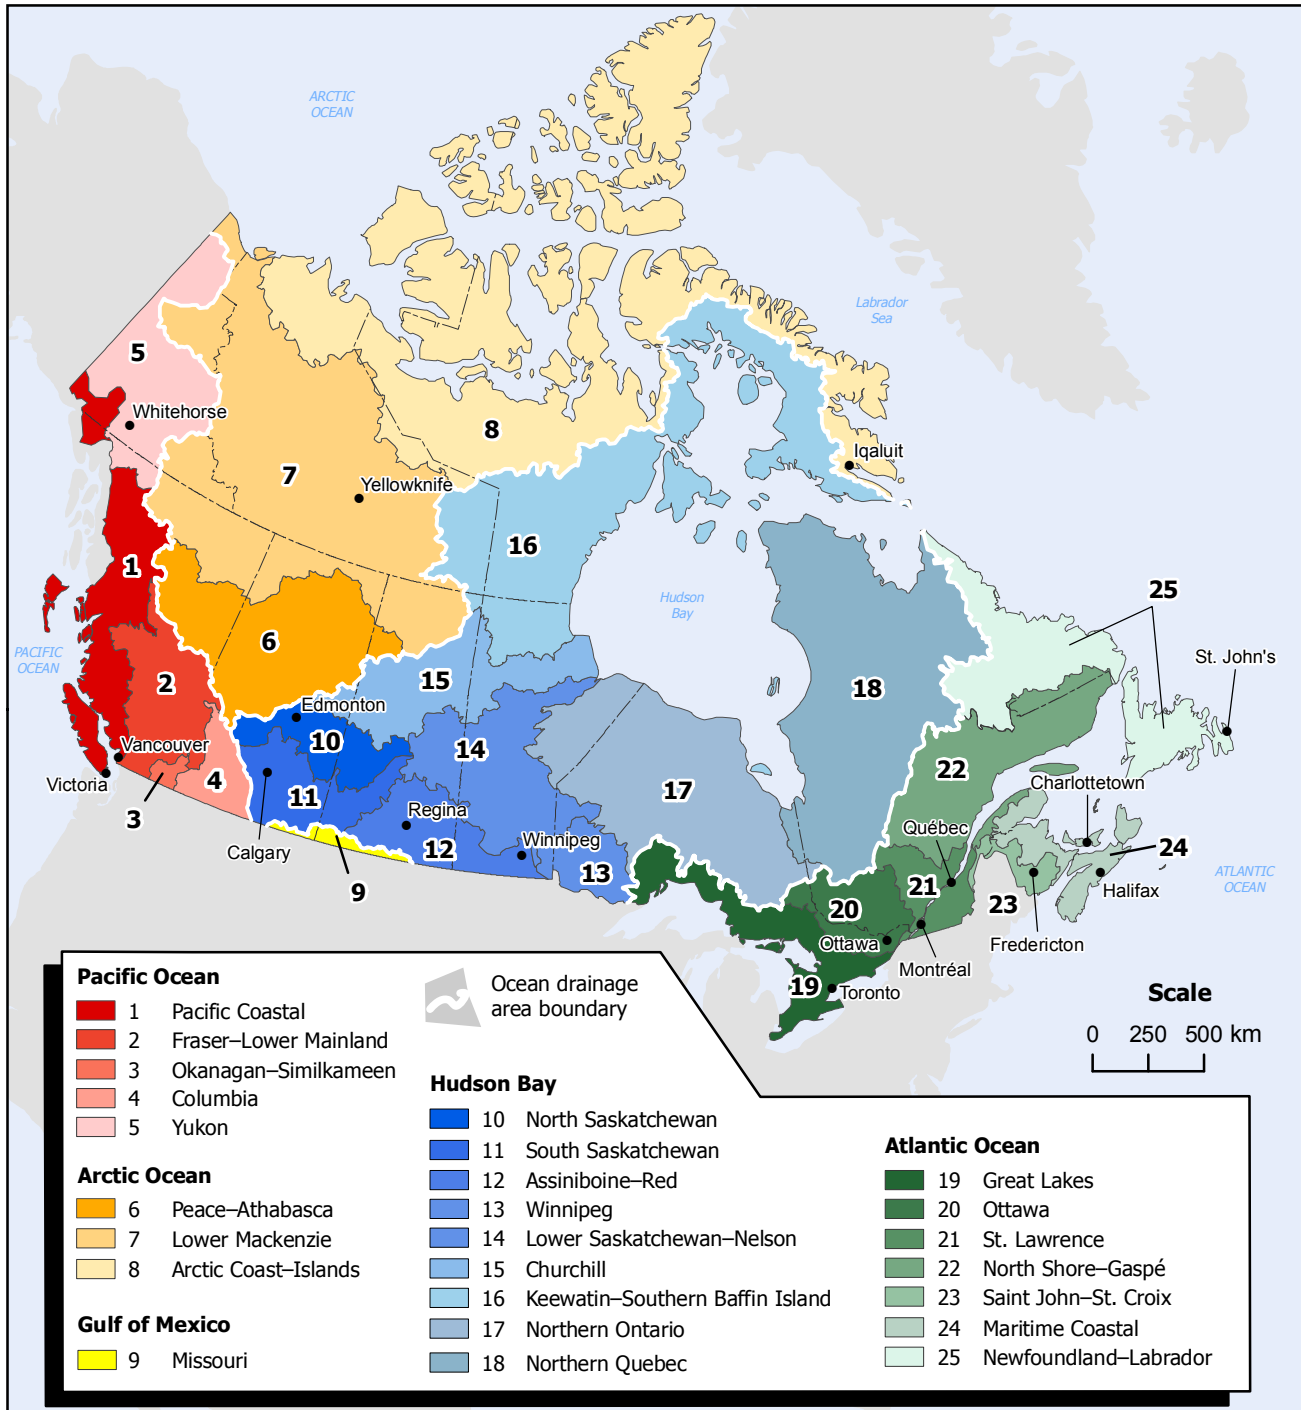 ARCTIC
OCEAN
Labrador
Sea
5
Whitehorse
8
Iqaluit
7
Yellowknife
16
1
Hudson
Bay
25
PACIFIC
OCEAN
6
St. John's
2
15
18
Edmonton
10
14
Vancouver
22
Victoria
4
Charlottetown
11
17
3
Regina
Québec
Calgary
12
Winnipeg
24
9
13
21
Halifax
ATLANTIC
OCEAN
20
23
Ottawa
Fredericton
Montréal
19
Toronto
Scale
0 250 500 km
Ocean drainage
area boundary
Pacific Ocean
1 Pacific Coastal
2 Fraser–Lower Mainland
3 Okanagan–Similkameen
4 Columbia
5 Yukon
Arctic Ocean
6 Peace–Athabasca
7 Lower Mackenzie
8 Arctic Coast–Islands
Gulf of Mexico
9 Missouri
Hudson Bay
10 North Saskatchewan
11 South Saskatchewan
12 Assiniboine–Red
13 Winnipeg
14 Lower Saskatchewan–Nelson
15 Churchill
16 Keewatin–Southern Baffin Island
17 Northern Ontario
18 Northern Quebec
Atlantic Ocean
19 Great Lakes
20 Ottawa
21 St. Lawrence
22 North Shore–Gaspé
23 Saint John–St. Croix
24 Maritime Coastal
25 Newfoundland–Labrador